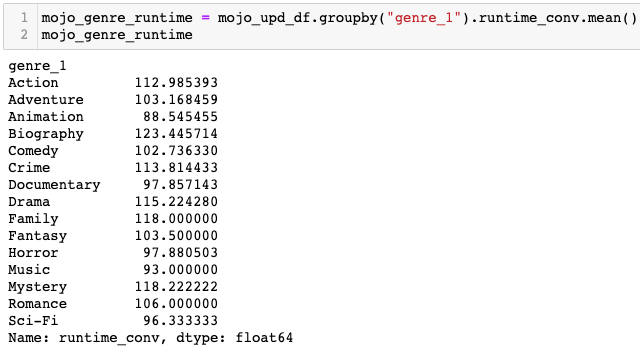 1 mojo_genre_runtime = mojo_upd_df.groupby("genre_1").runtime_conv.mean()
2 mojo_genre_runtime
genre_1
Action 112.985393
Adventure 103.168459
Animation 88.545455
Biography 123.445714
Comedy 102.736330
Crime 113.814433
Documentary 97.857143
Drama 115.224280
Family 118.000000
Fantasy 103.500000
Horror 97.880503
Music 93.000000
Mystery 118.222222
Romance 106.000000
Sci-Fi 96.333333
Name: runtime_conv, dtype: float64